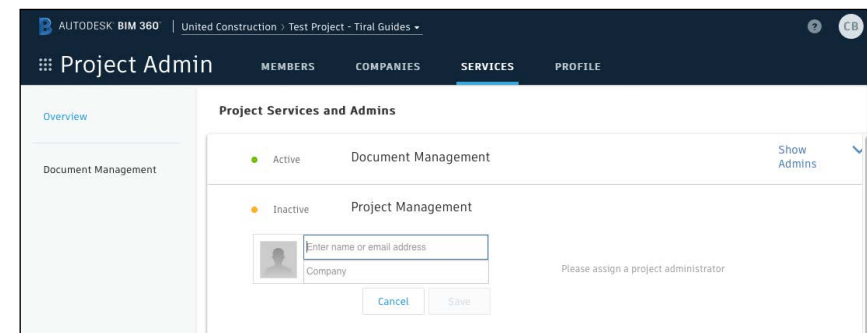 AUTODESK® BIM 360® | United Construction > Test Project - Tiral Guides
? CB
Project Admin MEMBERS COMPANIES SERVICES PROFILE
Overview
Project Services and Admins
Active Document Management Show
Admins
Document Management
Inactive Project Management
Enter name or email address
Company
Please assign a project administrator
Cancel Save